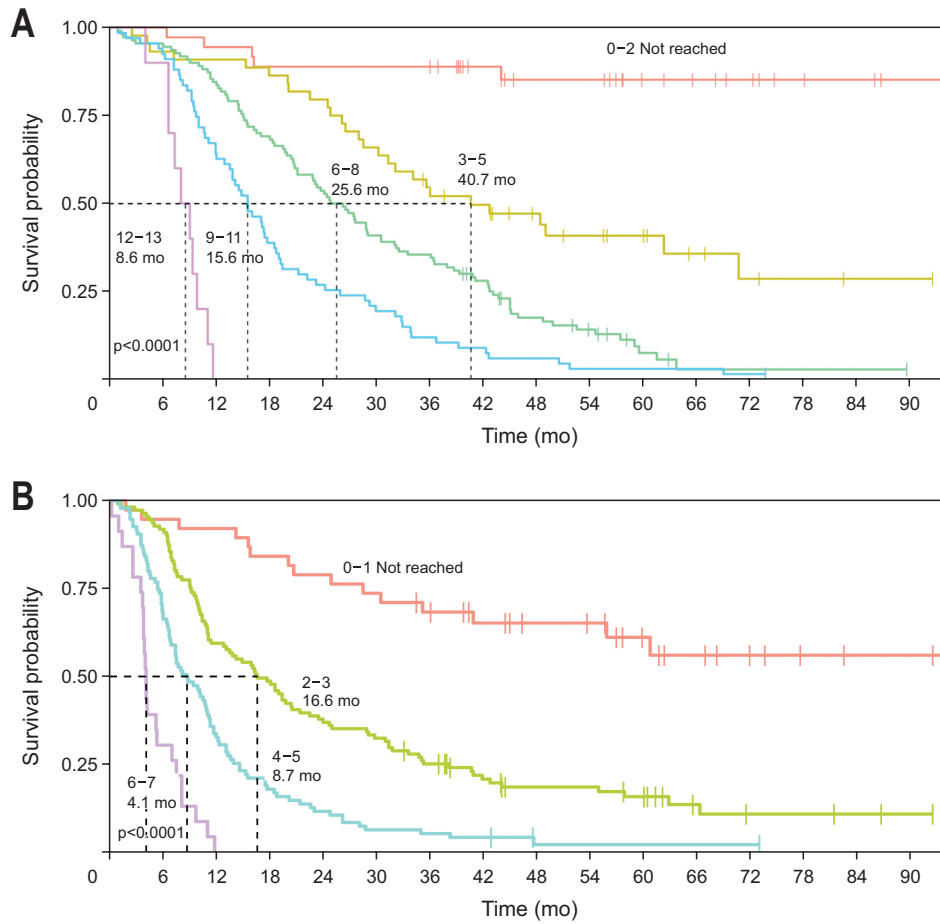 A
1.00
0−2 Not reached
0.75
Survival probability
6−8
25.6 mo
3−5
40.7 mo
0.50
12−13
8.6 mo
9−11
15.6 mo
0.25
p<0.0001
0 6 12 18 24 30 36 42 48 54 60 66 72 78 84 90
Time (mo)
B
1.00
0−1 Not reached
0.75
Survival probability
0.50
2−3
16.6 mo
0.25
4−5
8.7 mo
6−7
4.1 mo
p<0.0001
0 6 12 18 24 30 36 42 48 54 60 66 72 78 84 90
Time (mo)